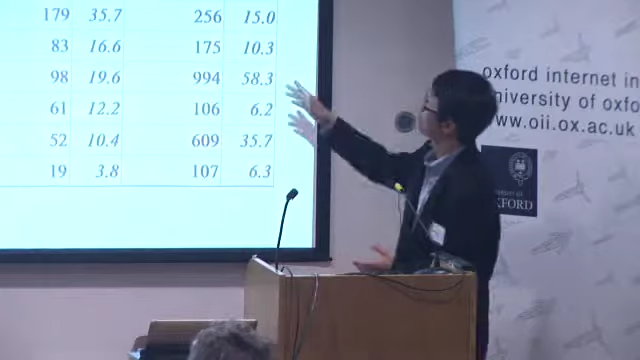 179 35.7 256 15.0
83 16.6 175 10.3
98 19.6 994 58.3
61 12.2 106 6.2
52 10.4 609 35.7
19 3.8 107 6.3
oxford internet in
university of oxfo
www.oii.ox.ac.uk
UNIVERSITY OF
OXFORD